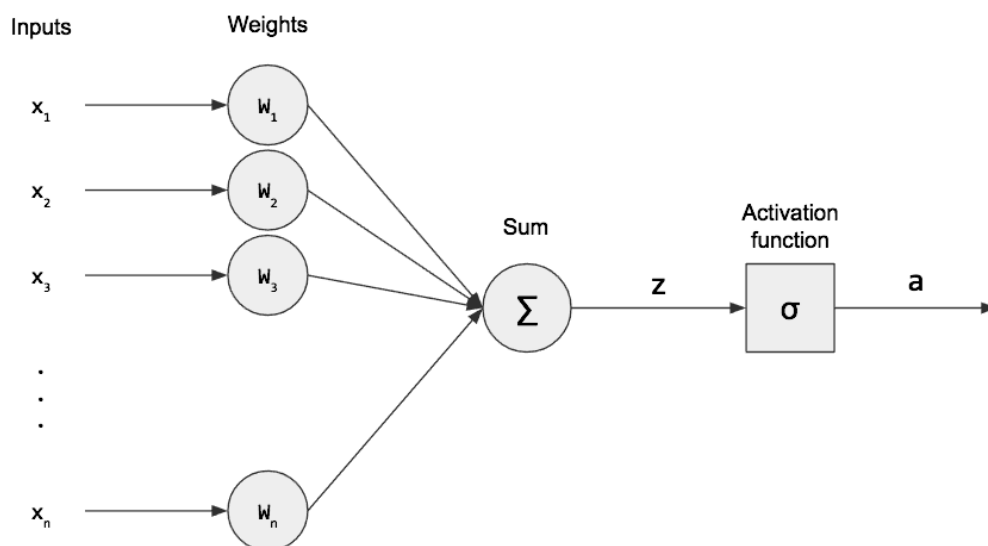 Inputs
Weights
x₁
W₁
x₂
W₂
Sum
Activation
function
x₃
W₃
Σ
z
σ
a
.
.
.
xₙ
Wₙ